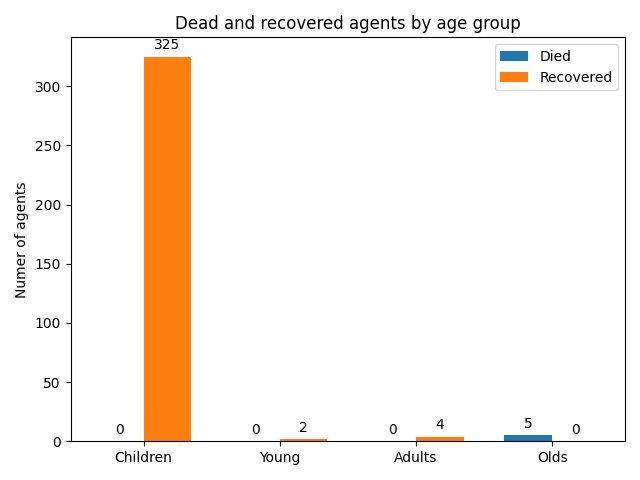 Dead and recovered agents by age group
Died
Recovered
Numer of agents
300
250
200
150
100
50
0
0
325
0
2
0
4
5
0
Children
Young
Adults
Olds